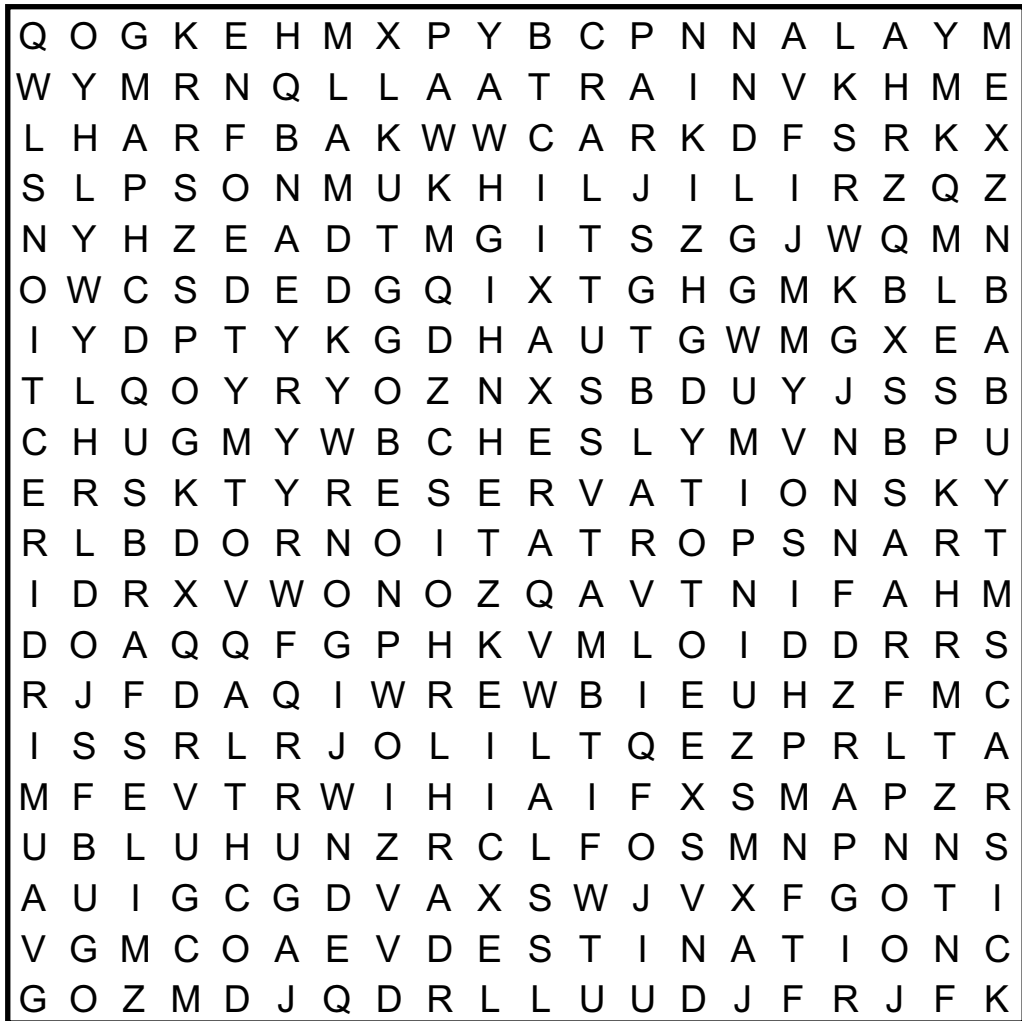 Q O G K E H M X P Y B C P N N A L A Y M
W Y M R N Q L L A A T R A I N V K H M E
L H A R F B A K W W C A R K D F S R K X
S L P S O N M U K H I L J I L I R Z Q Z
N Y H Z E A D T M G I T S Z G J W Q M N
O W C S D E D G Q I X T G H G M K B L B
I Y D P T Y K G D H A U T G W M G X E A
T L Q O Y R Y O Z N X S B D U Y J S S B
C H U G M Y W B C H E S L Y M V N B P U
E R S K T Y R E S E R V A T I O N S K Y
R L B D O R N O I T A T R O P S N A R T
I D R X V W O N O Z Q A V T N I F A H M
D O A Q Q F G P H K V M L O I D D R R S
R J F D A Q I W R E W B I E U H Z F M C
I S S R L R J O L I L T Q E Z P R L T A
M F E V T R W I H I A I F X S M A P Z R
U B L U H U N Z R C L F O S M N P N N S
A U I G C G D V A X S W J V X F G O T I
V G M C O A E V D E S T I N A T I O N C
G O Z M D J Q D R L L U U D J F R J F K